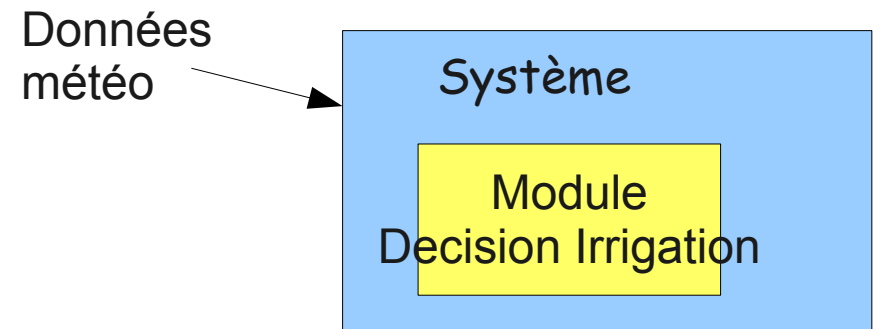 Données
météo
Système
Module
Decision Irrigation